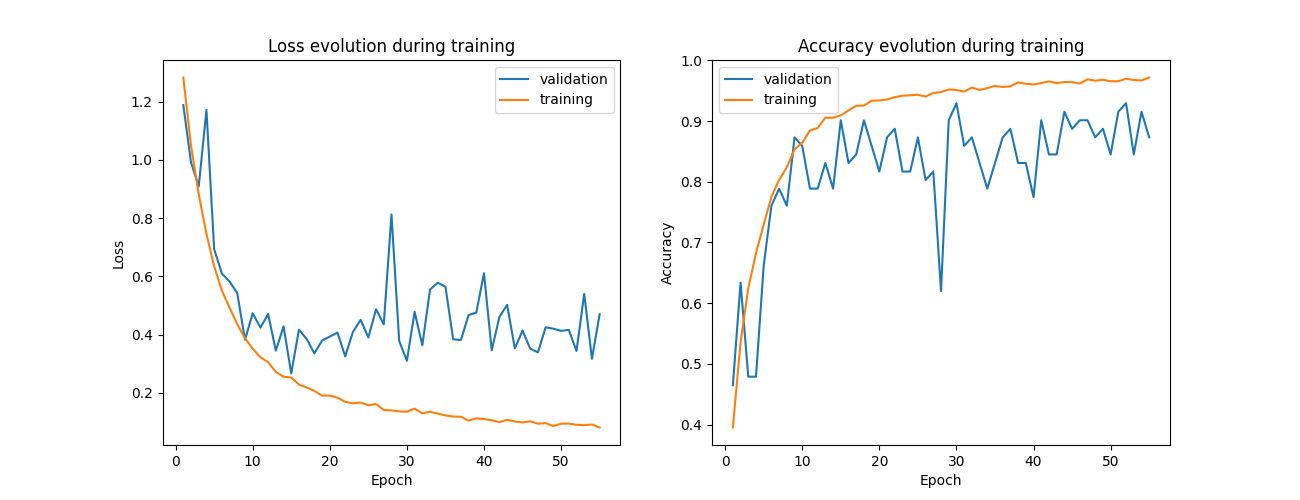 Loss evolution during training
validation
training
1.2
1.0
0.8
0.6
0.4
0.2
Loss
0 10 20 30 40 50
Epoch
Accuracy evolution during training
validation
training
1.0
0.9
0.8
0.7
0.6
0.5
0.4
Accuracy
0 10 20 30 40 50
Epoch